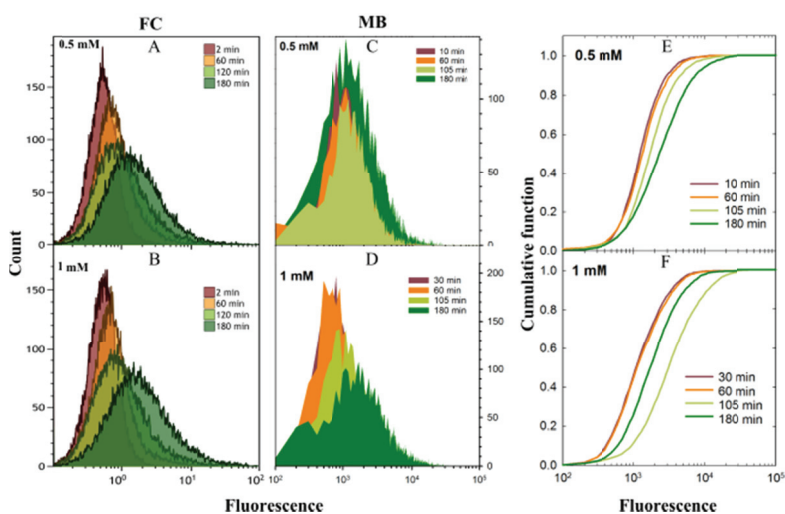 FC
MB
0.5 mM
A
2 min
60 min
120 min
180 min
150
100
50
0
0.5 mM
C
10 min
60 min
105 min
180 min
100
50
0
E
0.5 mM
1.0
0.8
0.6
0.4
0.2
0.0
10 min
60 min
105 min
180 min
1 mM
B
2 min
60 min
120 min
180 min
150
100
50
0
10⁰
10¹
10²
D
1 mM
30 min
60 min
105 min
180 min
200
150
100
50
0
10²
10³
10⁴
10⁵
F
1 mM
1.0
0.8
0.6
0.4
0.2
0.0
30 min
60 min
105 min
180 min
10²
10³
10⁴
10⁵
Count
Cumulative function
Fluorescence
Fluorescence